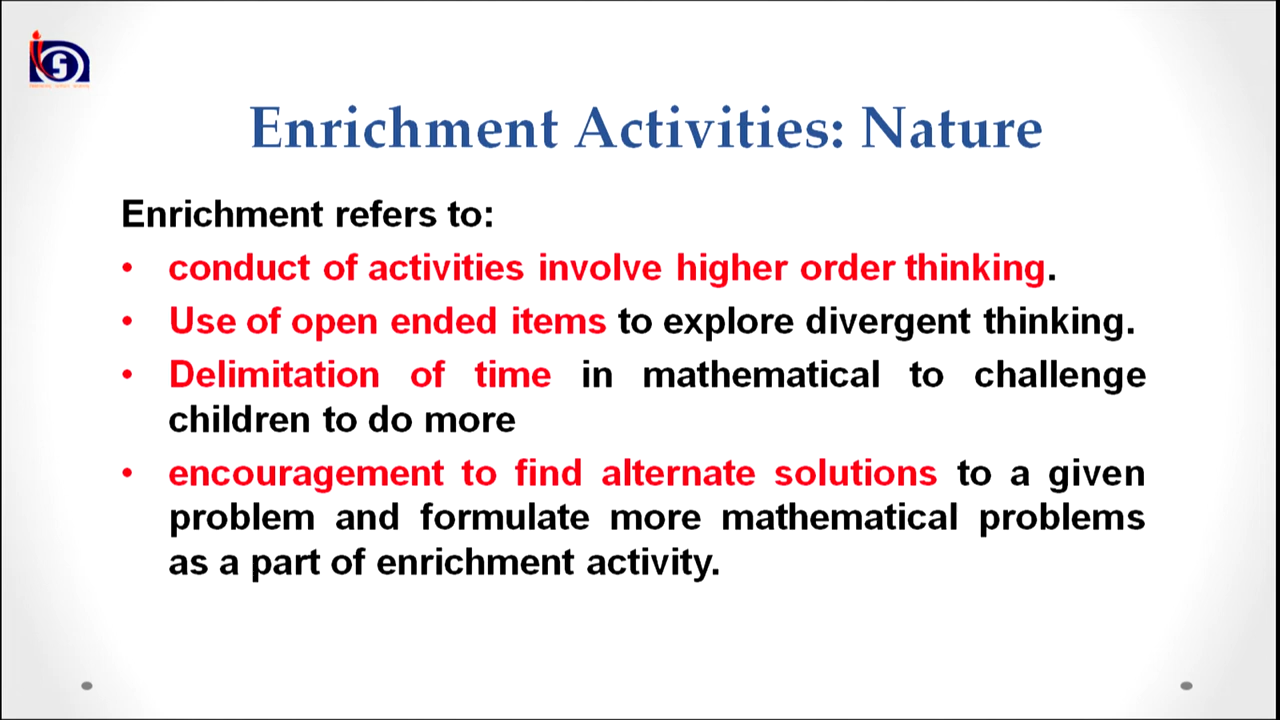 Enrichment Activities: Nature
Enrichment refers to:
• conduct of activities involve higher order thinking.
• Use of open ended items to explore divergent thinking.
• Delimitation of time in mathematical to challenge
children to do more
• encouragement to find alternate solutions to a given
problem and formulate more mathematical problems
as a part of enrichment activity.